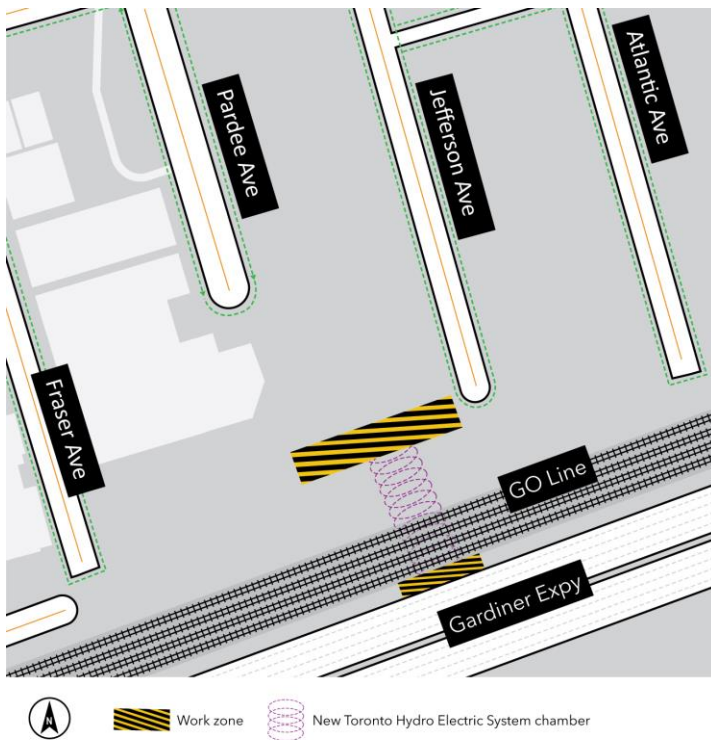 Pardee Ave
Jefferson Ave
Atlantic Ave
Fraser Ave
GO Line
Gardiner Expy
N
Work zone
New Toronto Hydro Electric System chamber